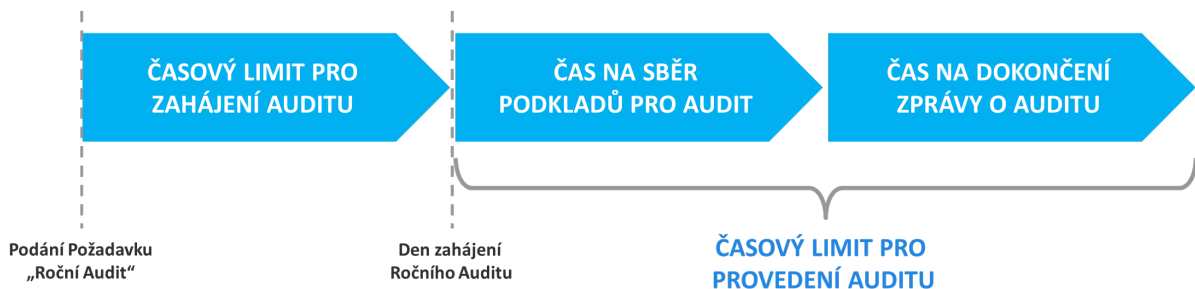 ČASOVÝ LIMIT PRO
ZAHÁJENÍ AUDITU
ČAS NA SBĚR
PODKLADŮ PRO AUDIT
ČAS NA DOKONČENÍ
ZPRÁVY O AUDITU
Podání Požadavku
„Roční Audit“
Den zahájení
Ročního Auditu
ČASOVÝ LIMIT PRO
PROVEDENÍ AUDITU